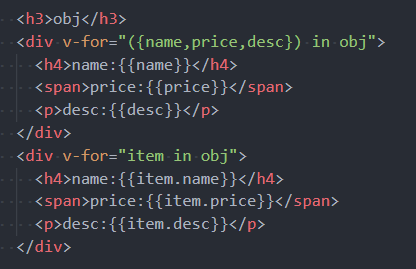 <h3>obj</h3>
<div v-for="({name,price,desc}) in obj">
<h4>name:{{name}}</h4>
<span>price:{{price}}</span>
<p>desc:{{desc}}</p>
</div>
<div v-for="item in obj">
<h4>name:{{item.name}}</h4>
<span>price:{{item.price}}</span>
<p>desc:{{item.desc}}</p>
</div>